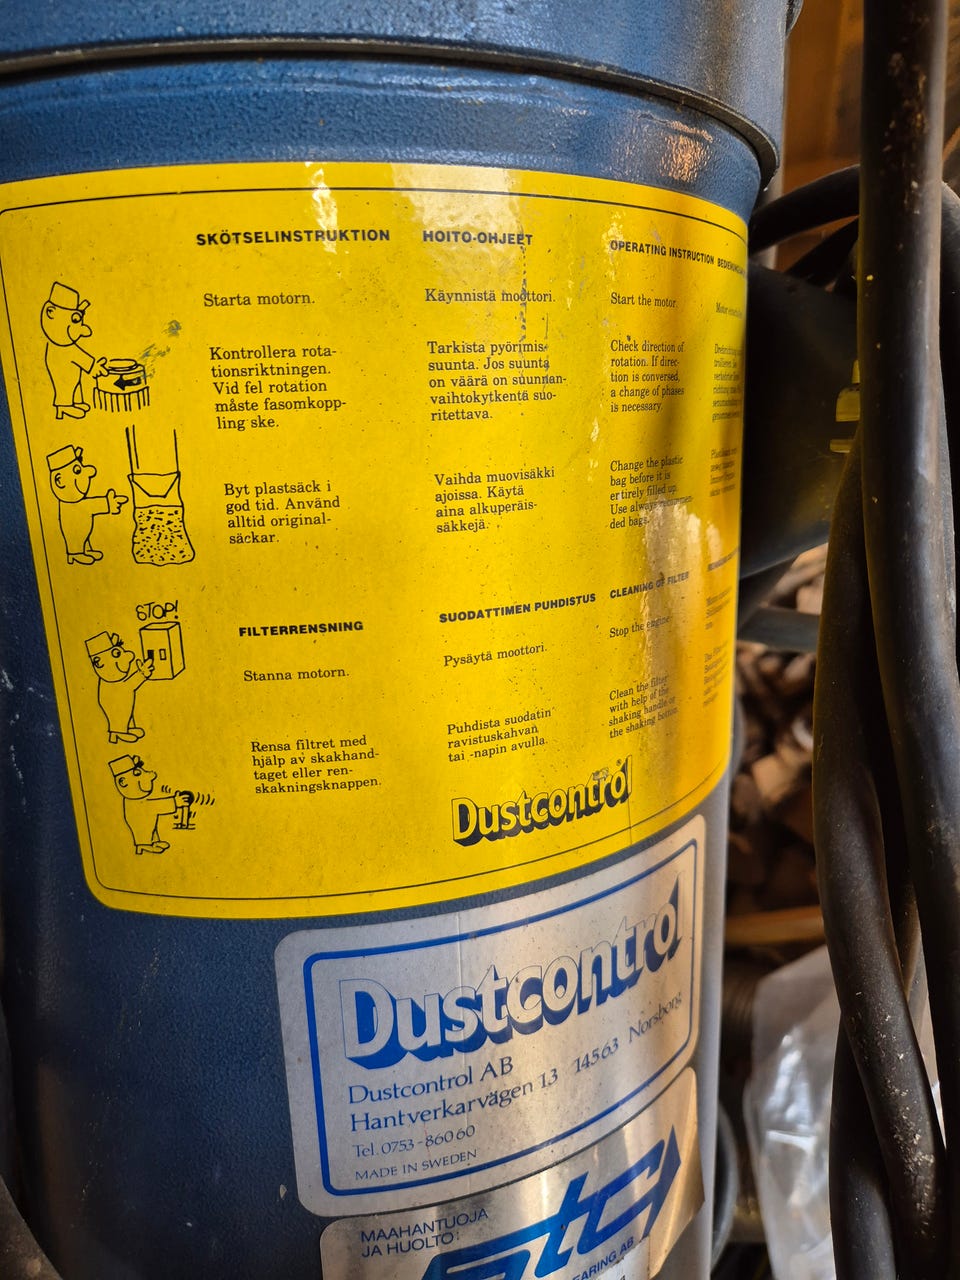 SKÖTSELINSTRUKTION
Starta motorn.
Kontrollera rota-
tionsriktningen.
Vid fel rotation
måste fasomkopp-
ling ske.
Byt plastsäck i
god tid. Använd
alltid original-
säckar.
STOP!
FILTERRENSNING
Stanna motorn.
Rensa filtret med
hjälp av skakhand-
taget eller ren-
skakningsknappen.
HOITO-OHJEET
Käynnistä moottori.
Tarkista pyörimis-
suunta. Jos suunta
on väärä on suunnan-
vaihtokytkentä suo-
ritettava.
Vaihda muovisäkki
ajoissa. Käytä
aina alkuperäis-
säkkejä.
SUODATTIMEN PUHDISTUS
Pysäytä moottori.
Puhdista suodatin
ravistuskahvan
tai -napin avulla.
OPERATING INSTRUCTION
Start the motor.
Check direction of
rotation. If direc-
tion is conversed,
a change of phases
is necessary.
Change the plastic
bag before it is
entirely filled up.
Use always recommen-
ded bags.
CLEANING OF FILTER
Stop the engine
Clean the filter
with help of the
shaking handle or
the shaking botton.
Dustcontrol
Dustcontrol
Dustcontrol AB
Hantverkarvägen 13 14563 Norsborg
Tel. 0753-860 60
MADE IN SWEDEN
MAAHANTUOJA
JA HUOLTO: